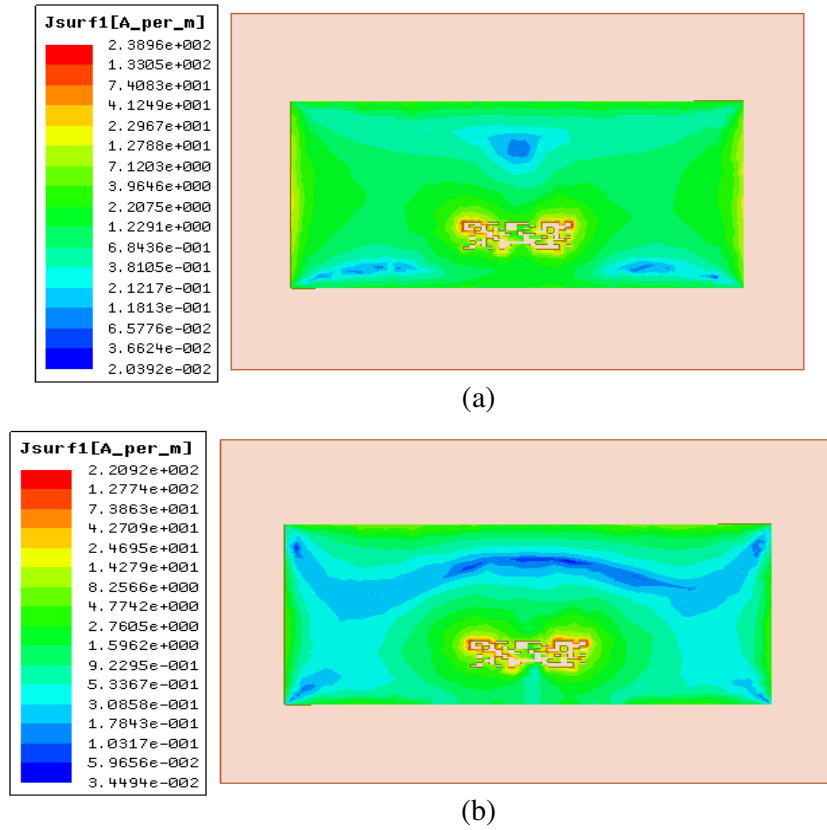 Jsurf1[A_per_m]
2.3896e+002
1.3305e+002
7.4083e+001
4.1249e+001
2.2967e+001
1.2788e+001
7.1203e+000
3.9646e+000
2.2075e+000
1.2291e+000
6.8436e-001
3.8105e-001
2.1217e-001
1.1813e-001
6.5776e-002
3.6624e-002
2.0392e-002
(a)
Jsurf1[A_per_m]
2.2092e+002
1.2774e+002
7.3863e+001
4.2709e+001
2.4695e+001
1.4279e+001
8.2566e+000
4.7742e+000
2.7605e+000
1.5962e+000
9.2295e-001
5.3367e-001
3.0858e-001
1.7843e-001
1.0317e-001
5.9656e-002
3.4494e-002
(b)